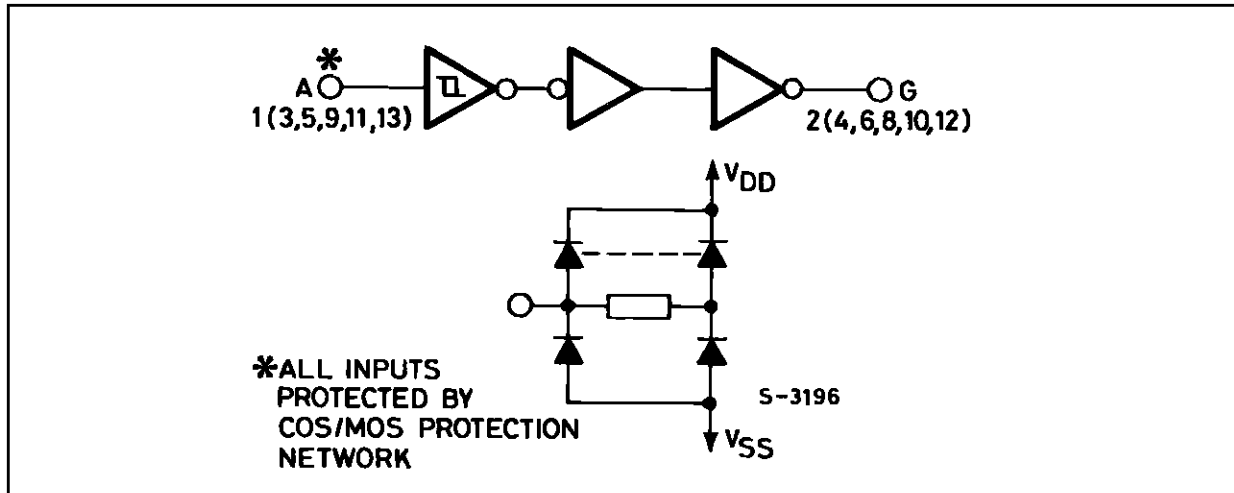 *
A
G
1(3,5,9,11,13)
2(4,6,8,10,12)
VDD
*ALL INPUTS
PROTECTED BY
COS/MOS PROTECTION
NETWORK
S-3196
VSS